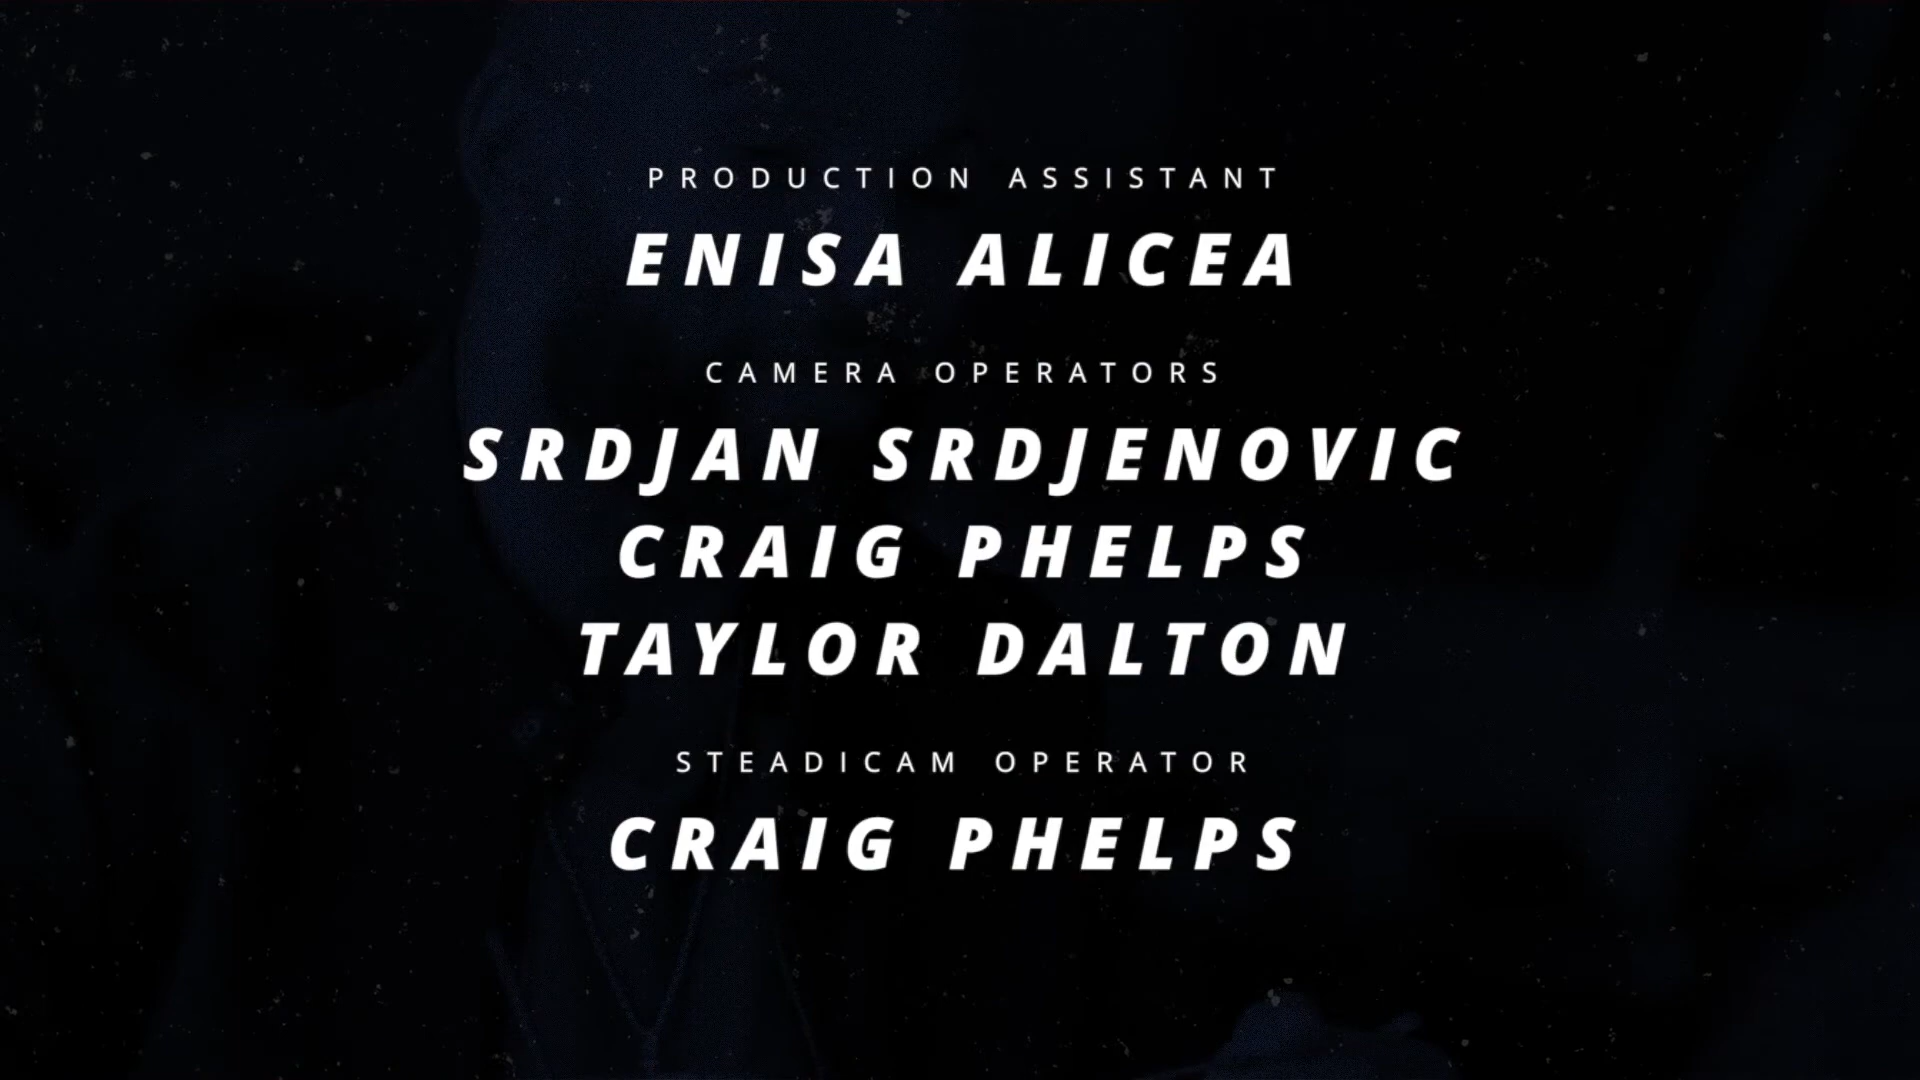 PRODUCTION ASSISTANT
ENISA ALICEA
CAMERA OPERATORS
SRDJAN SRDJENOVIC
CRAIG PHELPS
TAYLOR DALTON
STEADICAM OPERATOR
CRAIG PHELPS